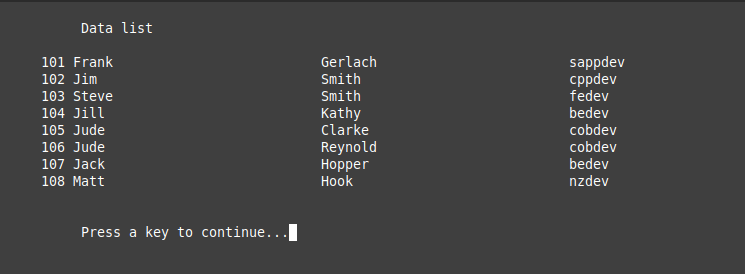 Data list
101 Frank Gerlach sappdev
102 Jim Smith cppdev
103 Steve Smith fedev
104 Jill Kathy bedev
105 Jude Clarke cobdev
106 Jude Reynold cobdev
107 Jack Hopper bedev
108 Matt Hook nzdev
Press a key to continue...